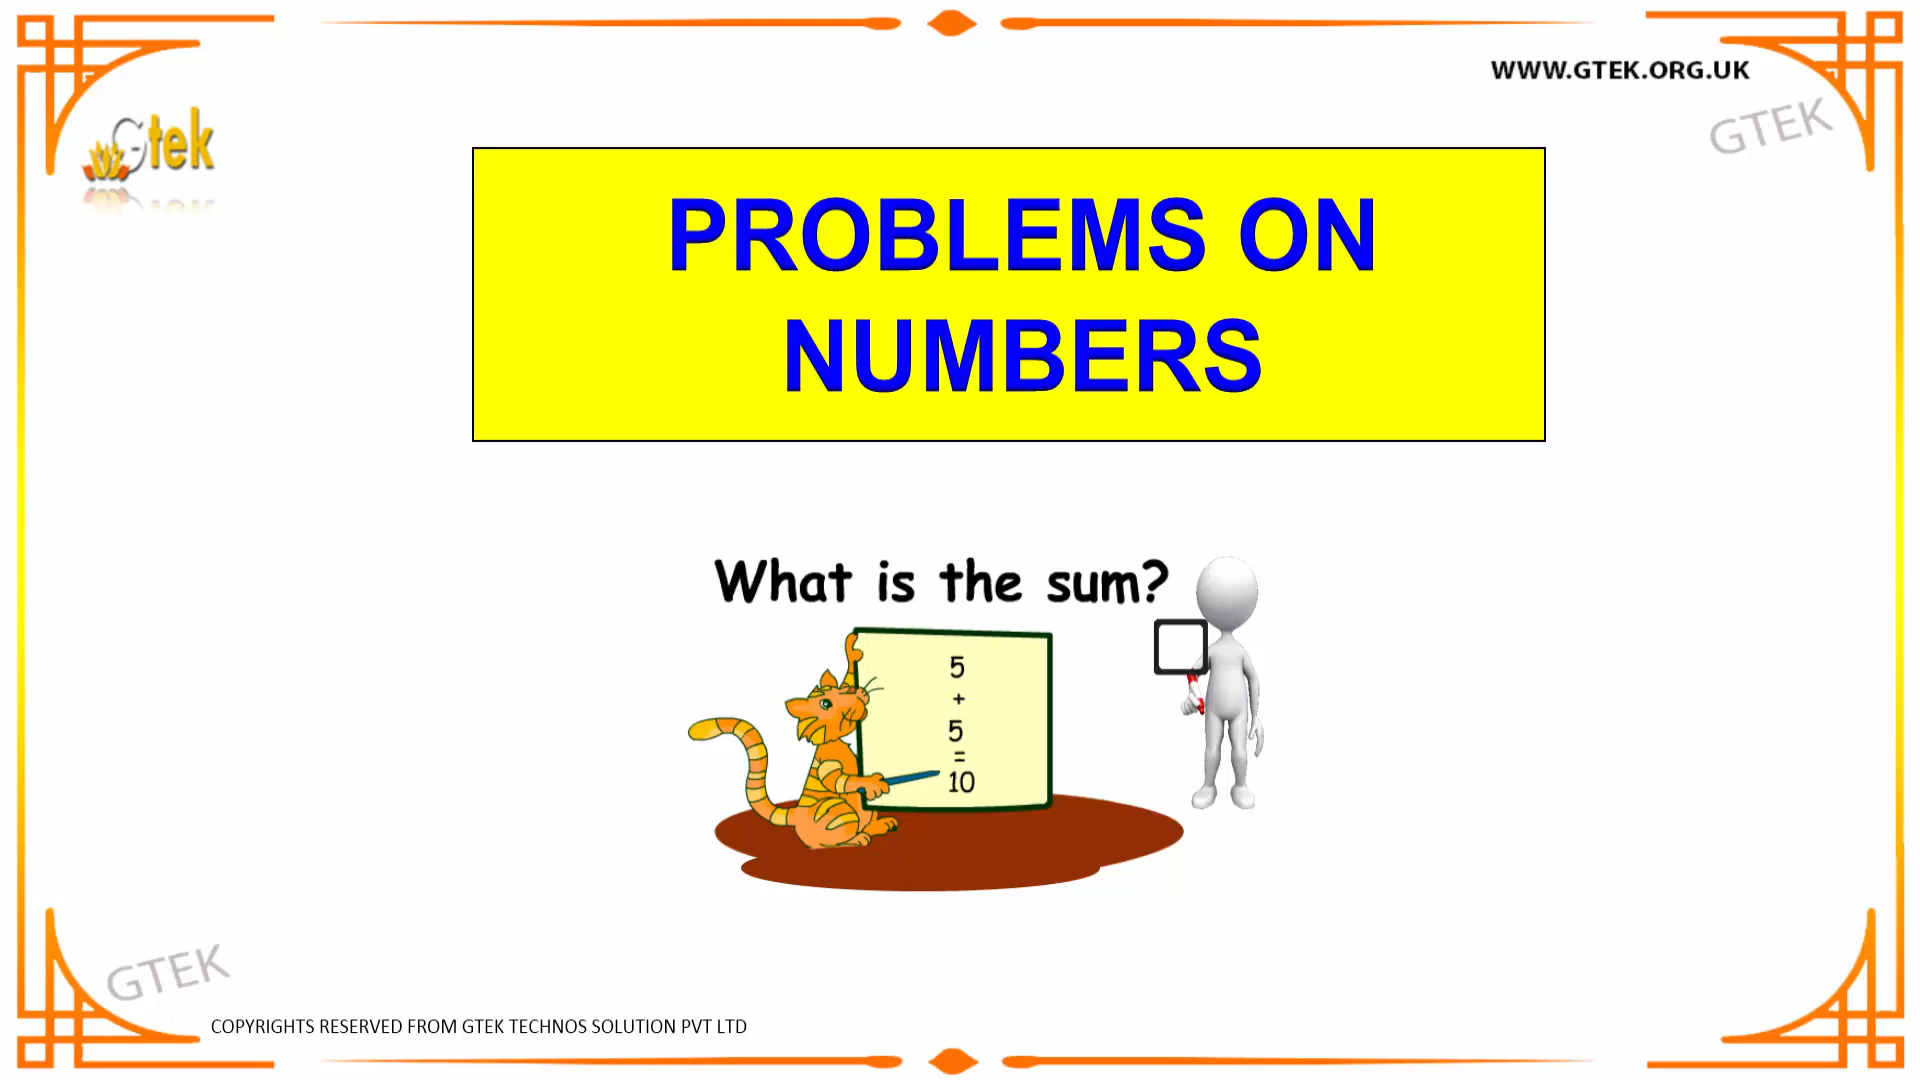 WWW.GTEK.ORG.UK
GTEK
Gtek
PROBLEMS ON
NUMBERS
What is the sum?
5
+
5
=
10
GTEK
COPYRIGHTS RESERVED FROM GTEK TECHNOS SOLUTION PVT LTD